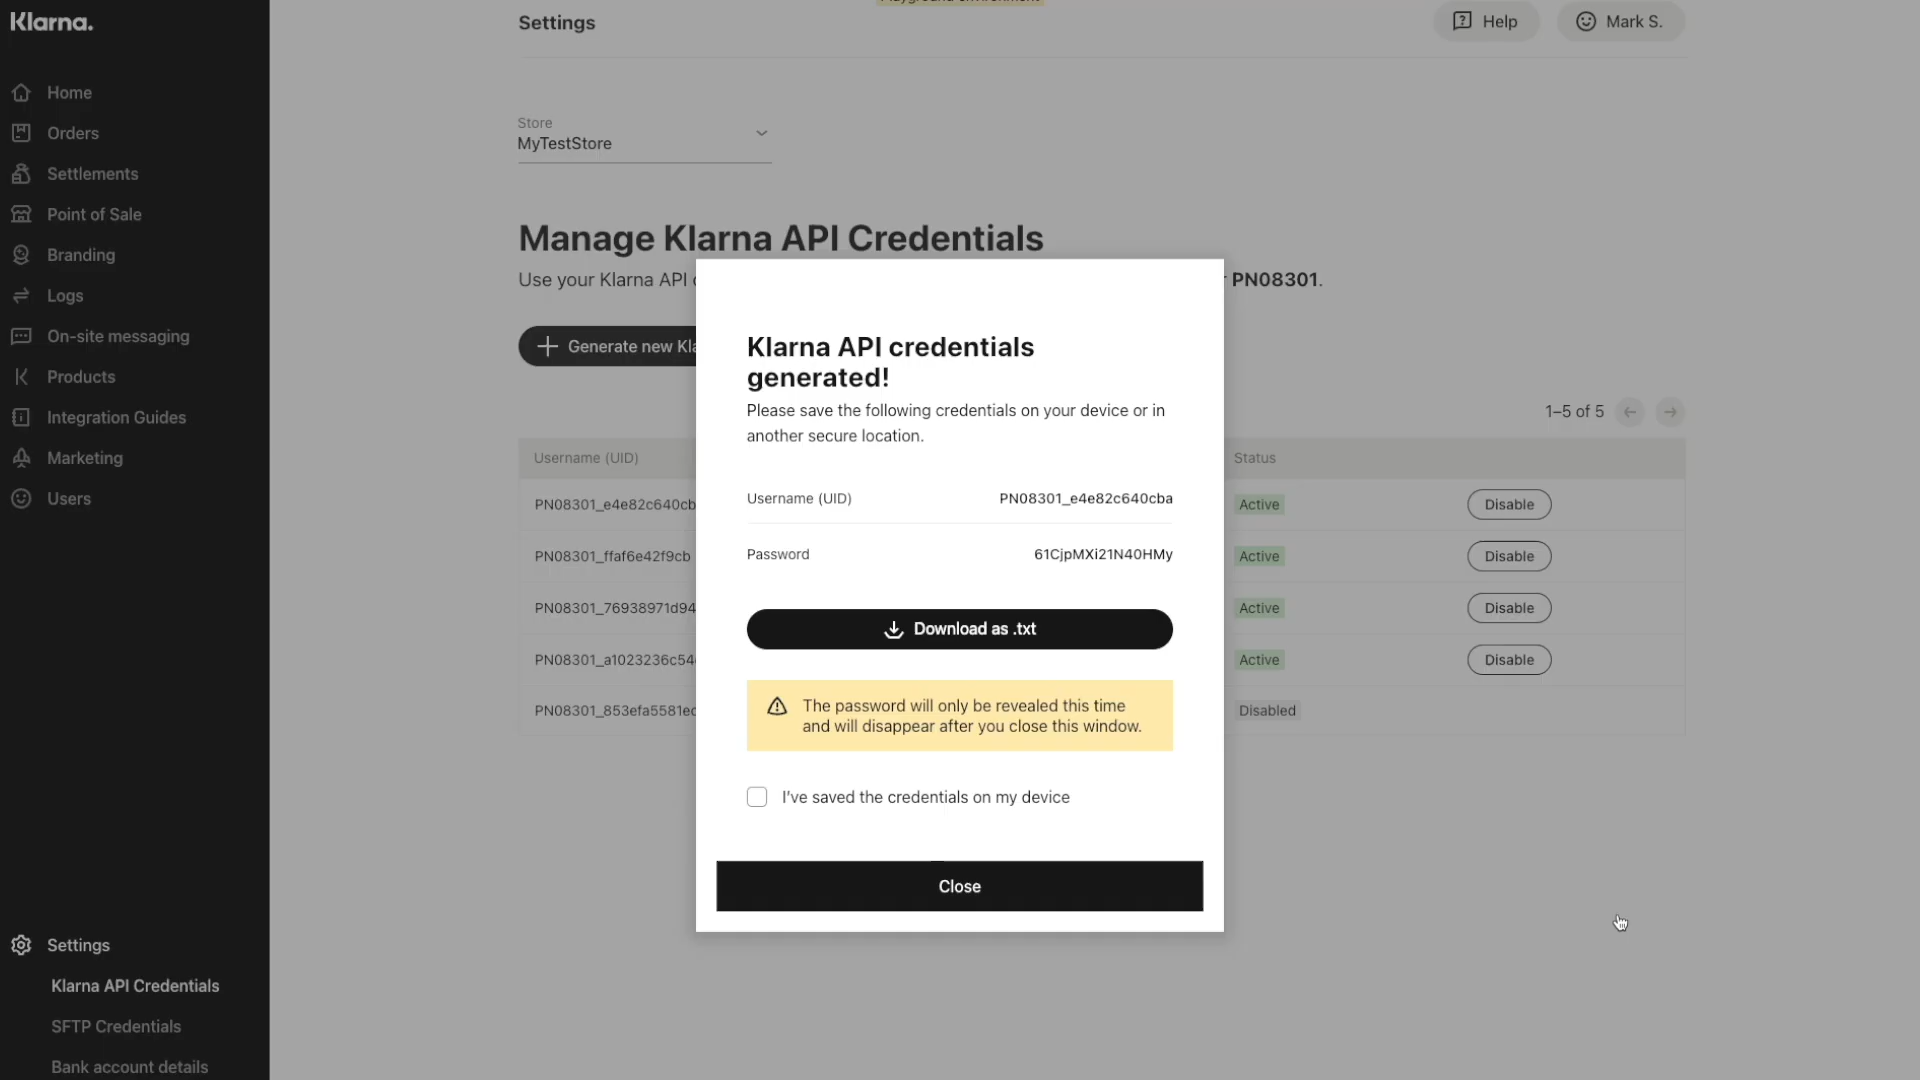 Klarna.
Home
Orders
Settlements
Point of Sale
Branding
Logs
On-site messaging
Products
Integration Guides
Marketing
Users
Settings
Klarna API Credentials
SFTP Credentials
Bank account details
Settings
Help
Mark S.
Store
MyTestStore
Manage Klarna API Credentials
Use your Klarna API
PN08301.
Generate new Kla
1–5 of 5
Username (UID)
Status
PN08301_e4e82c640cb
Active
Disable
PN08301_ffaf6e42f9cb
Active
Disable
PN08301_76938971d94
Active
Disable
PN08301_a1023236c54
Active
Disable
PN08301_853efa5581ec
Disabled
Klarna API credentials
generated!
Please save the following credentials on your device or in
another secure location.
Username (UID)
PN08301_e4e82c640cba
Password
61CjpMXi21N40HMy
Download as .txt
The password will only be revealed this time
and will disappear after you close this window.
I've saved the credentials on my device
Close